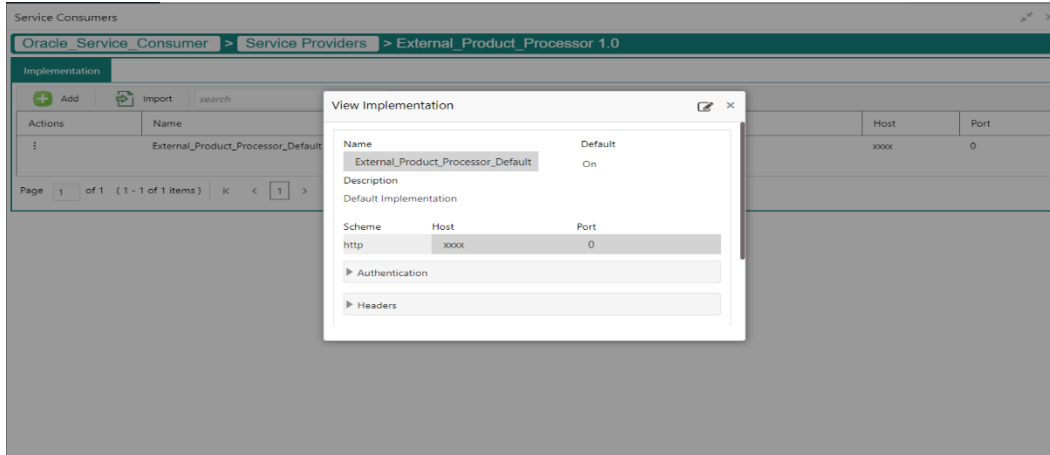 Service Consumers
Oracle_Service_Consumer > Service Providers > External_Product_Processor 1.0
Implementation
Add Import search
Actions Name Host Port
External_Product_Processor_Default xxxx 0
Page 1 of 1 (1 - 1 of 1 items) K < 1 >
View Implementation
Name Default
External_Product_Processor_Default On
Description
Default Implementation
Scheme Host Port
http xxxx 0
Authentication
Headers